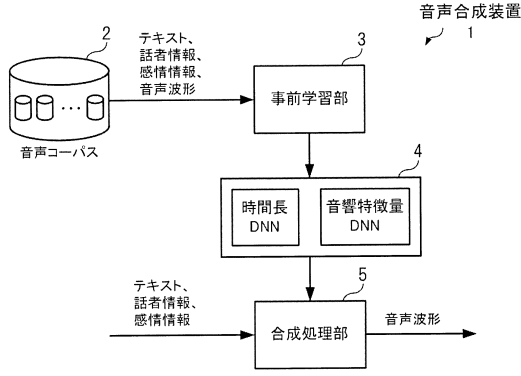 音声合成装置
1
2
テキスト、
話者情報、
感情情報、
音声波形
3
事前学習部
…
音声コーパス
4
時間長
DNN
音響特徴量
DNN
テキスト、
話者情報、
感情情報
5
合成処理部
音声波形